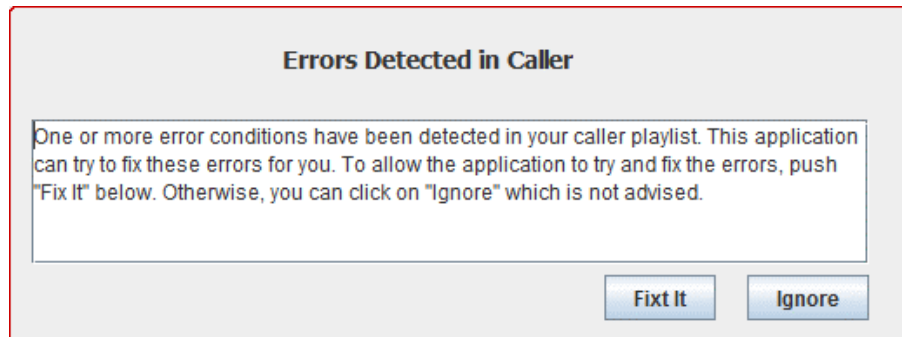 Errors Detected in Caller
One or more error conditions have been detected in your caller playlist. This application
can try to fix these errors for you. To allow the application to try and fix the errors, push
"Fix It" below. Otherwise, you can click on "Ignore" which is not advised.
Fixt It
Ignore